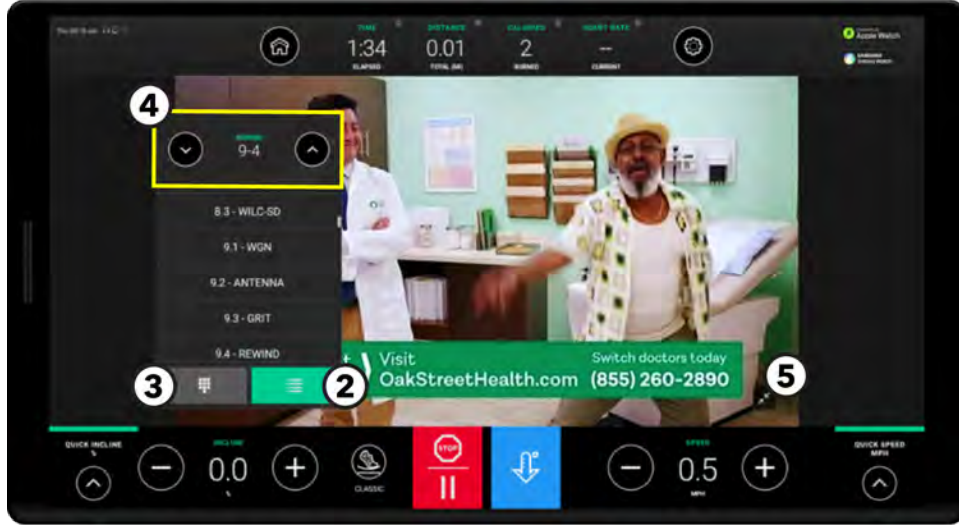 TIME
DISTANCE
CALORIES
HEART RATE
1:34
0.01
2
--
ELAPSED
TOTAL (MI)
BURNED
CURRENT
Apple Watch
4
9-4
8.3 - WILC-SD
9.1 - WGN
9.2 - ANTENNA
9.3 - GRIT
9.4 - REWIND
3
2
5
Visit
OakStreetHealth.com
Switch doctors today
(855) 260-2890
QUICK INCLINE
%
INCLINE
0.0
%
CLASSIC
STOP
SPEED
0.5
MPH
QUICK SPEED
MPH